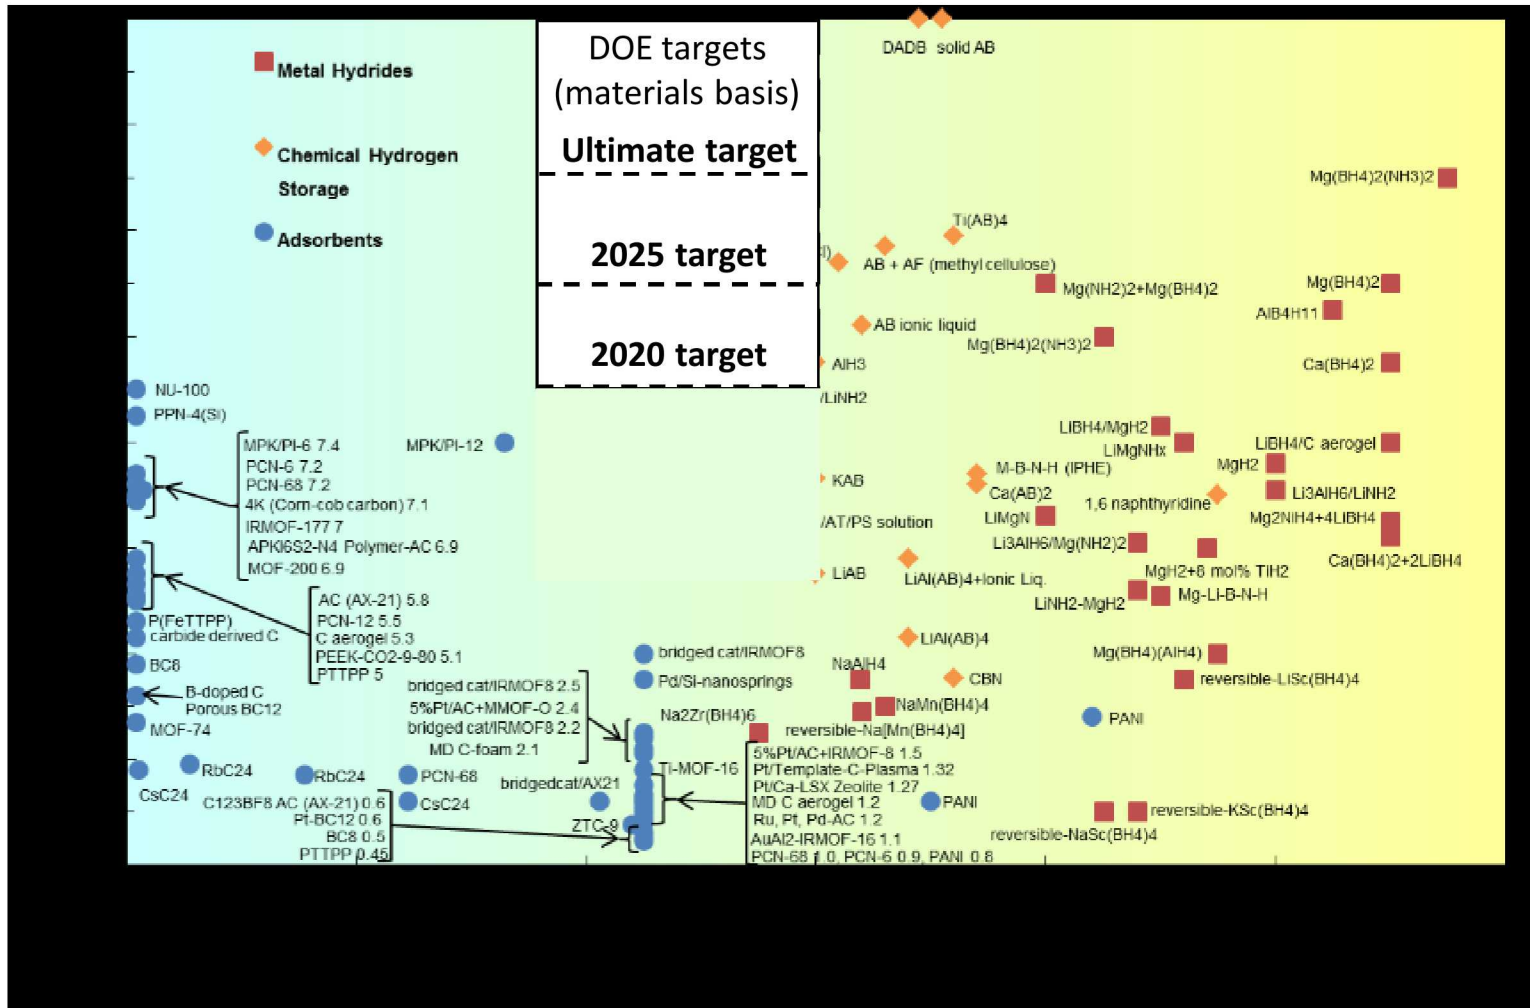 DADB solid AB
DOE targets
(materials basis)
Ultimate target
2025 target
2020 target
Metal Hydrides
Chemical Hydrogen
Storage
Adsorbents
Mg(BH4)2(NH3)2
Ti(AB)4
AB + AF (methyl cellulose)
Mg(NH2)2+Mg(BH4)2
Mg(BH4)2
AlB4H11
AB ionic liquid
Mg(BH4)2(NH3)2
AlH3
Ca(BH4)2
/LiNH2
NU-100
PPN-4(Si)
MPK/PI-6 7.4
PCN-6 7.2
PCN-68 7.2
4K (Corn-cob carbon) 7.1
IRMOF-177 7
APKI6S2-N4 Polymer-AC 6.9
MOF-200 6.9
MPK/PI-12
LiBH4/MgH2
LiMgNHx
LiBH4/C aerogel
MgH2
M-B-N-H (IPHE)
KAB
Ca(AB)2
1,6 naphthyridine
Li3AlH6/LiNH2
/AT/PS solution
LiMgN
Mg2NiH4+4LiBH4
Li3AlH6/Mg(NH2)2
Ca(BH4)2+2LiBH4
LiAB
LiAl(AB)4+Ionic Liq.
MgH2+8 mol% TiH2
LiNH2-MgH2
Mg-Li-B-N-H
AC (AX-21) 5.8
PCN-12 5.5
C aerogel 5.3
PEEK-CO2-9-80 5.1
PTTPP 5
P(FeTTPP)
carbide derived C
BC8
B-doped C
Porous BC12
MOF-74
LiAl(AB)4
bridged cat/IRMOF8
NaAlH4
Mg(BH4)(AlH4)
Pd/Si-nanosprings
CBN
reversible-LiSc(BH4)4
bridged cat/IRMOF8 2.5
5%Pt/AC+MMOF-O 2.4
bridged cat/IRMOF8 2.2
MD C-foam 2.1
Na2Zr(BH4)6
NaMn(BH4)4
PANI
reversible-Na[Mn(BH4)4]
RbC24
RbC24
PCN-68
Ti-MOF-16
CsC24
CsC24
bridgedcat/AX21
ZTC-9
5%Pt/AC+IRMOF-8 1.5
Pt/Template-C-Plasma 1.32
Pt/Ca-LSX Zeolite 1.27
MD C aerogel 1.2
Ru, Pt, Pd-AC 1.2
AuAl2-IRMOF-16 1.1
PCN-68 1.0, PCN-6 0.9, PANI 0.8
PANI
reversible-KSc(BH4)4
reversible-NaSc(BH4)4
C123BF8 AC (AX-21) 0.6
Pt-BC12 0.6
BC8 0.5
PTTPP 0.45